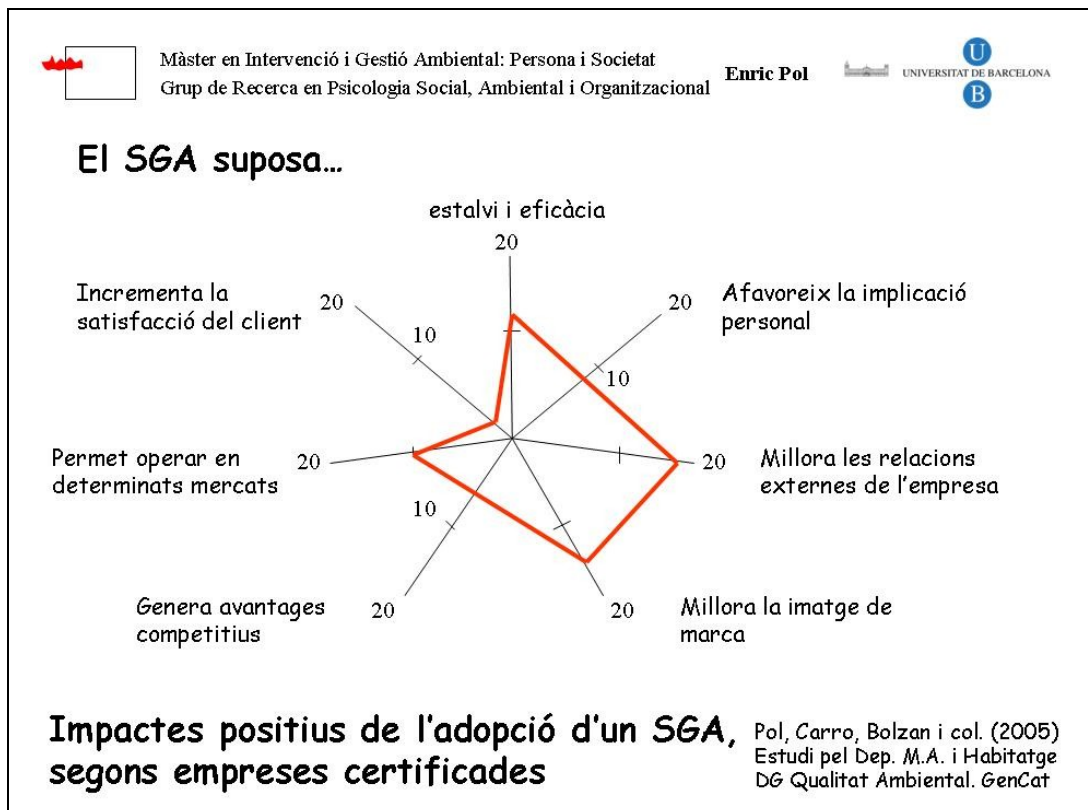 Màster en Intervenció i Gestió Ambiental: Persona i Societat
Grup de Recerca en Psicologia Social, Ambiental i Organitzacional
Enric Pol
U
UNIVERSITAT DE BARCELONA
B
El SGA suposa…
estalvi i eficàcia
20
Incrementa la
satisfacció del client
20
10
20
Afavoreix la implicació
personal
10
Permet operar en
determinats mercats
20
20
Millora les relacions
externes de l'empresa
10
Genera avantages
competitius
20
20
Millora la imatge de
marca
Impactes positius de l'adopció d'un SGA,
segons empreses certificades
Pol, Carro, Bolzan i col. (2005)
Estudi pel Dep. M.A. i Habitatge
DG Qualitat Ambiental. GenCat